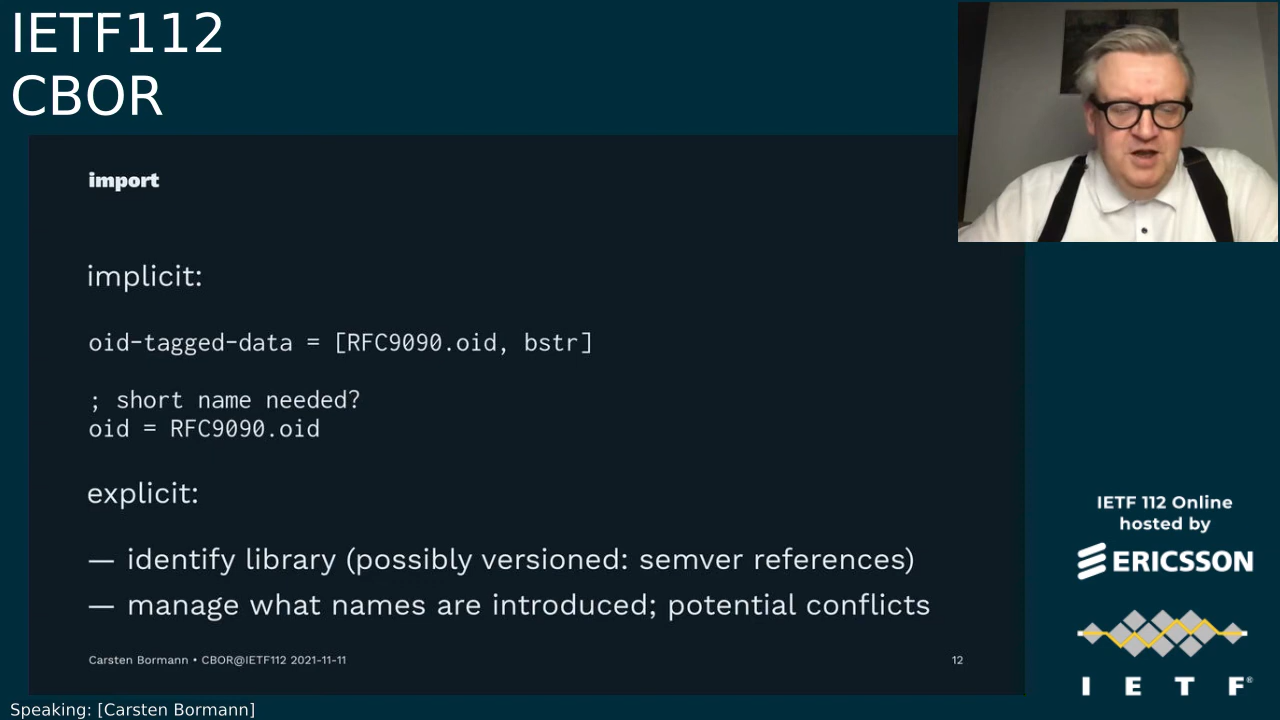 IETF112
CBOR
import
implicit:
oid-tagged-data = [RFC9090.oid, bstr]
; short name needed?
oid = RFC9090.oid
explicit:
— identify library (possibly versioned: semver references)
— manage what names are introduced; potential conflicts
Carsten Bormann • CBOR@IETF112 2021-11-11
12
IETF 112 Online
hosted by
ERICSSON
I E T F®
Speaking: [Carsten Bormann]